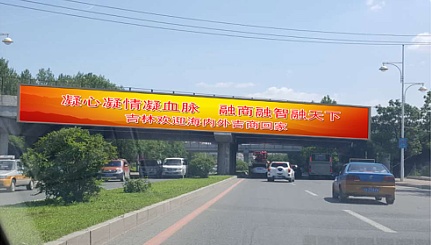 凝心凝情凝血脉 融商融智融天下
吉林欢迎海内外吉商回家